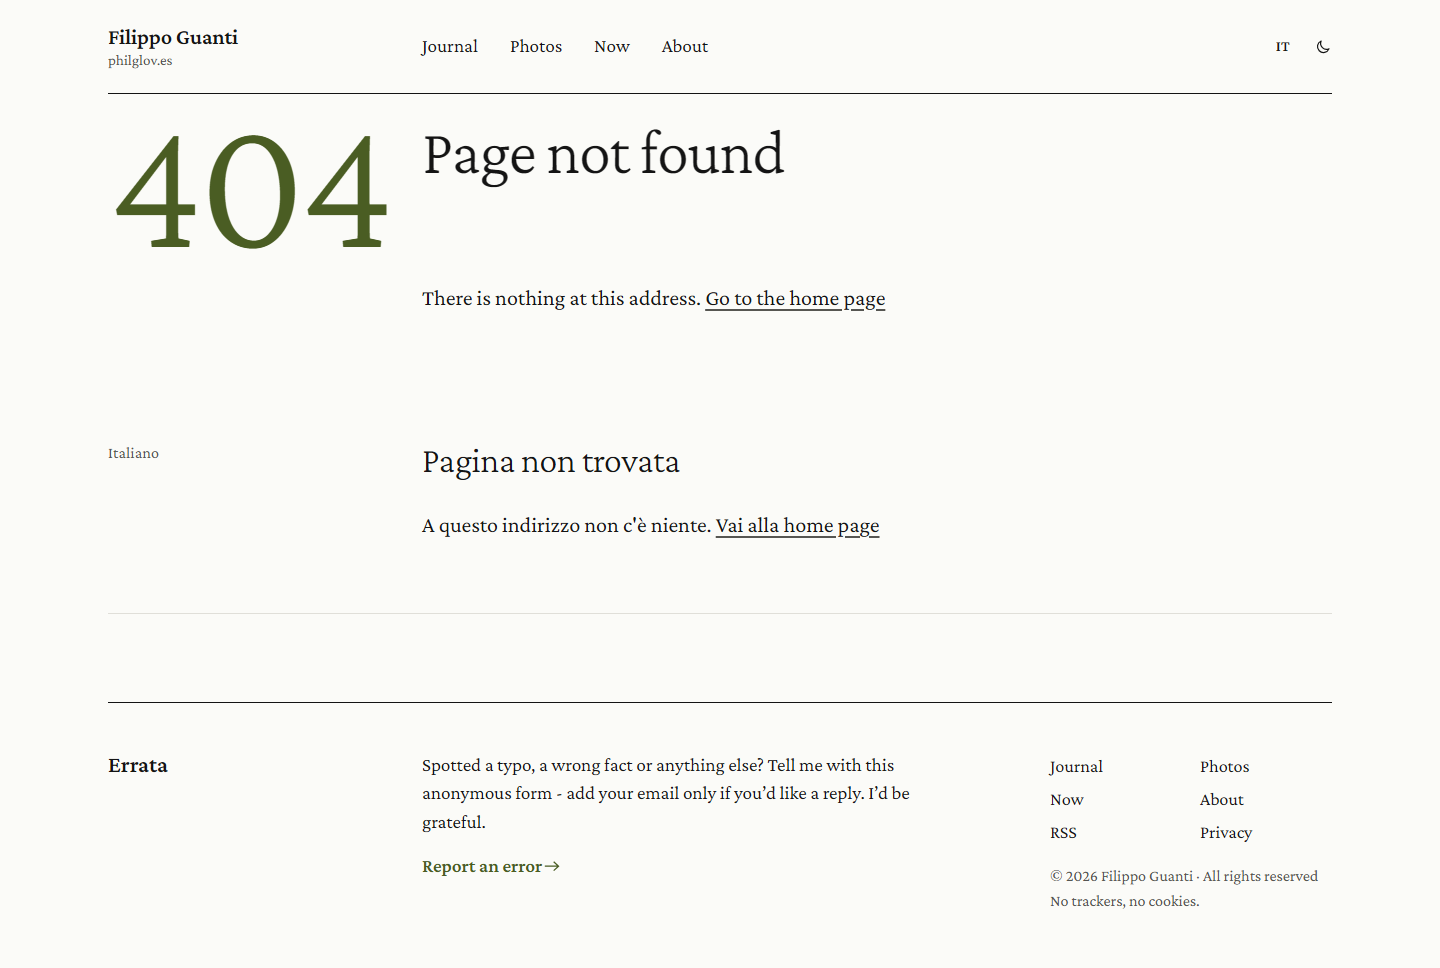 Filippo Guanti
philglov.es
Journal Photos Now About
IT
404
Page not found
There is nothing at this address. Go to the home page
Italiano
Pagina non trovata
A questo indirizzo non c'è niente. Vai alla home page
Errata
Spotted a typo, a wrong fact or anything else? Tell me with this
anonymous form - add your email only if you’d like a reply. I’d be
grateful.
Report an error →
Journal Photos
Now About
RSS Privacy
© 2026 Filippo Guanti · All rights reserved
No trackers, no cookies.